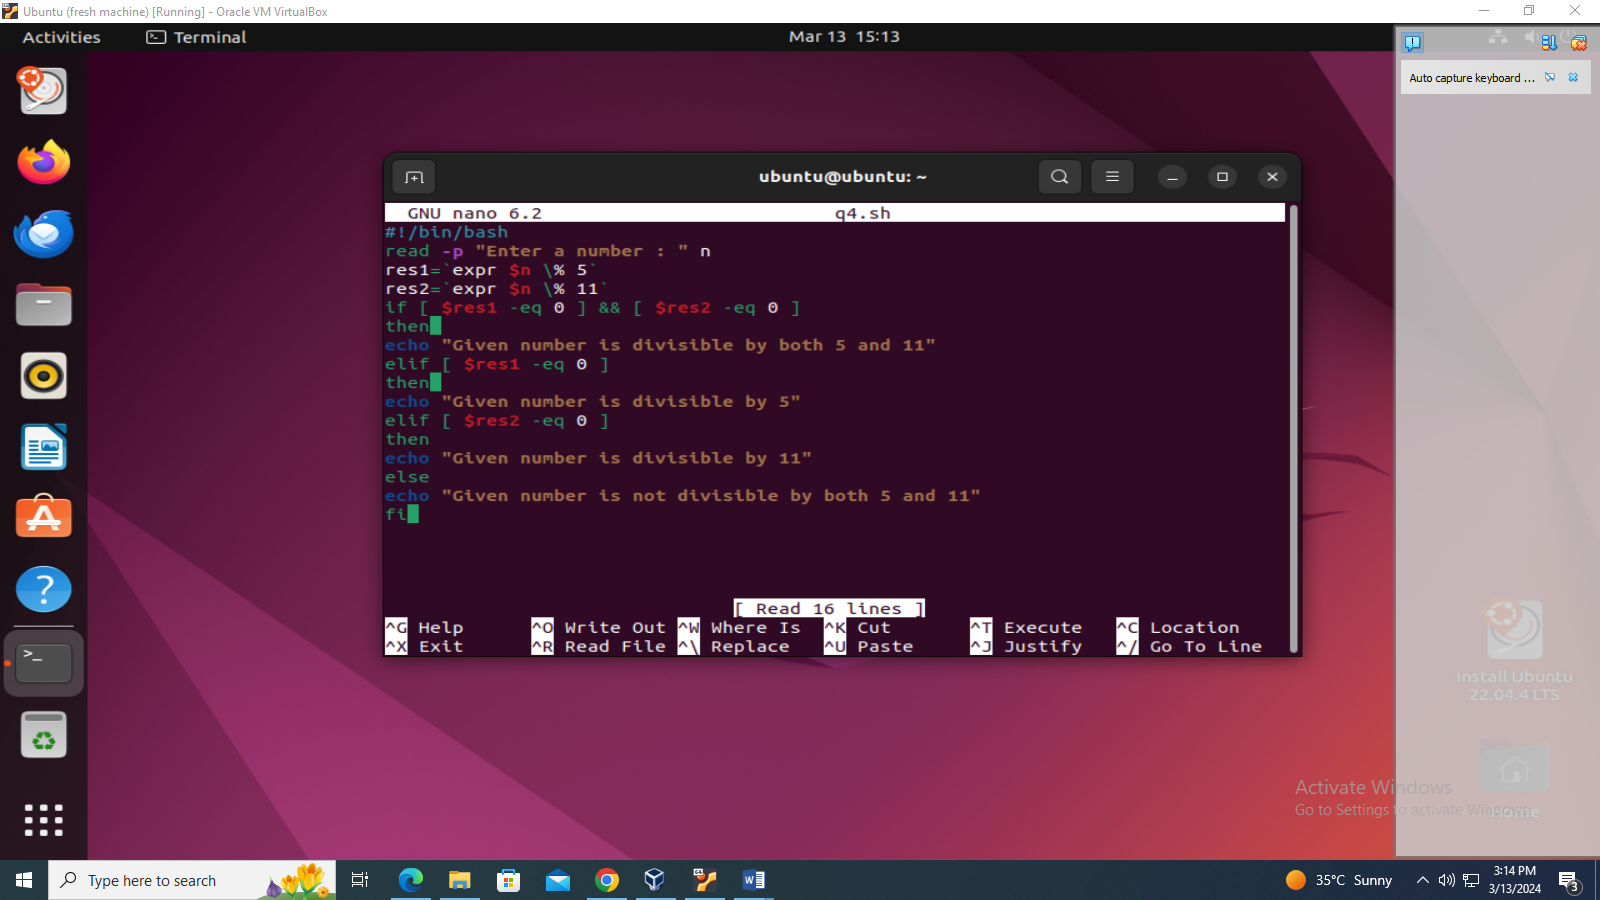 Ubuntu (fresh machine) [Running] - Oracle VM VirtualBox
Activities
Terminal
Mar 13 15:13
Auto capture keyboard ...
ubuntu@ubuntu: ~
GNU nano 6.2
q4.sh
#!/bin/bash
read -p "Enter a number : " n
res1=`expr $n \% 5`
res2=`expr $n \% 11`
if [ $res1 -eq 0 ] && [ $res2 -eq 0 ]
then
echo "Given number is divisible by both 5 and 11"
elif [ $res1 -eq 0 ]
then
echo "Given number is divisible by 5"
elif [ $res2 -eq 0 ]
then
echo "Given number is divisible by 11"
else
echo "Given number is not divisible by both 5 and 11"
fi
[ Read 16 lines ]
^G Help ^O Write Out ^W Where Is ^K Cut ^T Execute ^C Location
^X Exit ^R Read File ^\ Replace ^U Paste ^J Justify ^/ Go To Line
Install Ubuntu
22.04.4 LTS
Activate Windows
Go to Settings to activate Windows.
Home
Type here to search
35°C Sunny
3:14 PM
3/13/2024
3